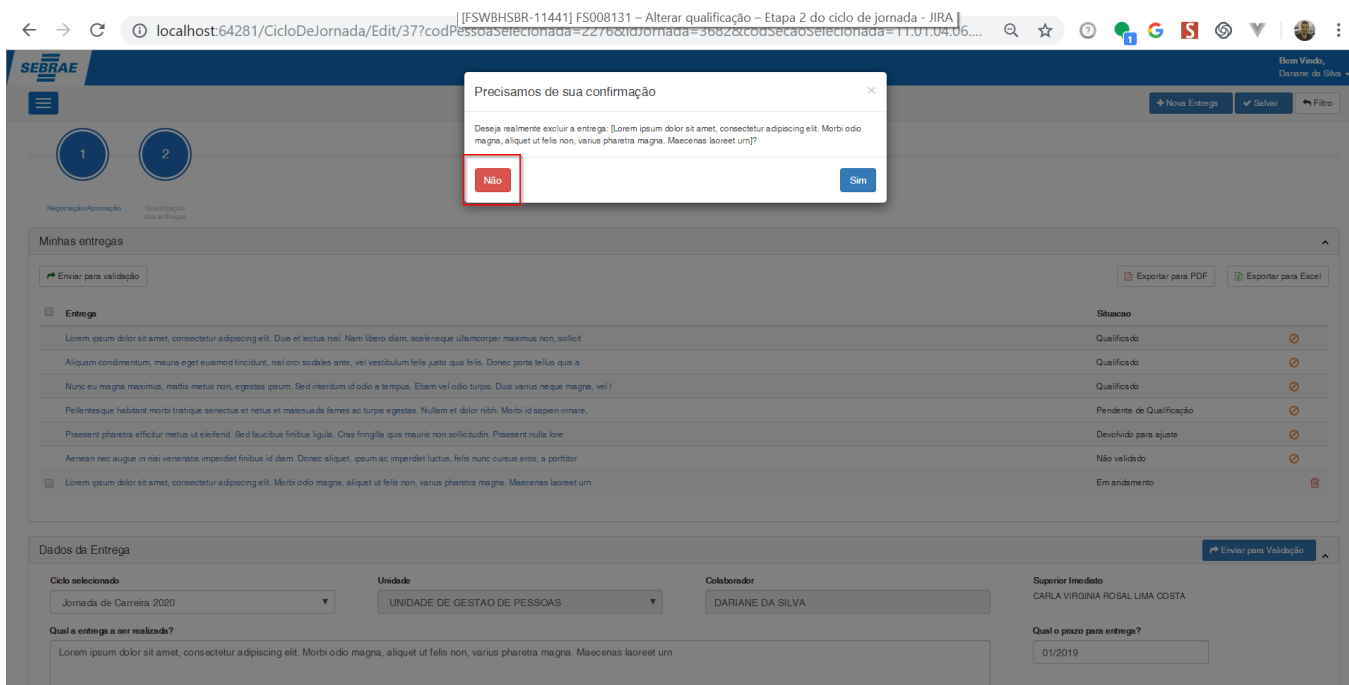 [FSWBHSBR-11441] FS008131 – Alterar qualificação – Etapa 2 do ciclo de jornada - JIRA
localhost:64281/CicloDeJornada/Edit/37?codPessoaSelecionada=2276&idJornada=3682&codSecaoSelecionada=11.01.04.06....
1
SEBRAE
Bem Vindo,
Dariane da Silva
Precisamos de sua confirmação
×
Nova Entrega
Salvar
Filtro
Deseja realmente excluir a entrega: [Lorem ipsum dolor sit amet, consectetur adipiscing elit. Morbi odio
magna, aliquet ut felis non, varius pharetra magna. Maecenas laoreet urn]?
1
2
Não
Sim
Negociação/Aprovação
Qualificação
das entregas
Minhas entregas
Enviar para validação
Exportar para PDF
Exportar para Excel
Entrega
Situacao
Lorem ipsum dolor sit amet, consectetur adipiscing elit. Duis et lectus nisl. Nam libero diam, scelerisque ullamcorper maximus non, sollicit
Qualificado
Aliquam condimentum, mauris eget euismod tincidunt, nisl orci sodales ante, vel vestibulum felis justo quis felis. Donec porta tellus quis a
Qualificado
Nunc eu magna maximus, mattis metus non, egestas ipsum. Sed interdum id odio a tempus. Etiam vel odio turpis. Duis varius neque magna, vel l
Qualificado
Pellentesque habitant morbi tristique senectus et netus et malesuada fames ac turpis egestas. Nullam et dolor nibh. Morbi id sapien ornare,
Pendente de Qualificação
Praesent pharetra efficitur metus ut eleifend. Sed faucibus finibus ligula. Cras fringilla quis mauris non sollicitudin. Praesent nulla lore
Devolvido para ajuste
Aenean nec augue in nisi venenatis imperdiet finibus id diam. Donec aliquet, ipsum ac imperdiet luctus, felis nunc cursus eros, a porttitor
Não validado
Lorem ipsum dolor sit amet, consectetur adipiscing elit. Morbi odio magna, aliquet ut felis non, varius pharetra magna. Maecenas laoreet urn
Em andamento
Dados da Entrega
Enviar para Validação
Ciclo selecionado
Unidade
Colaborador
Superior Imediato
Jornada de Carreira 2020
UNIDADE DE GESTAO DE PESSOAS
DARIANE DA SILVA
CARLA VIRGINIA ROSAL LIMA COSTA
Qual a entrega a ser realizada?
Qual o prazo para entrega?
Lorem ipsum dolor sit amet, consectetur adipiscing elit. Morbi odio magna, aliquet ut felis non, varius pharetra magna. Maecenas laoreet urn
01/2019